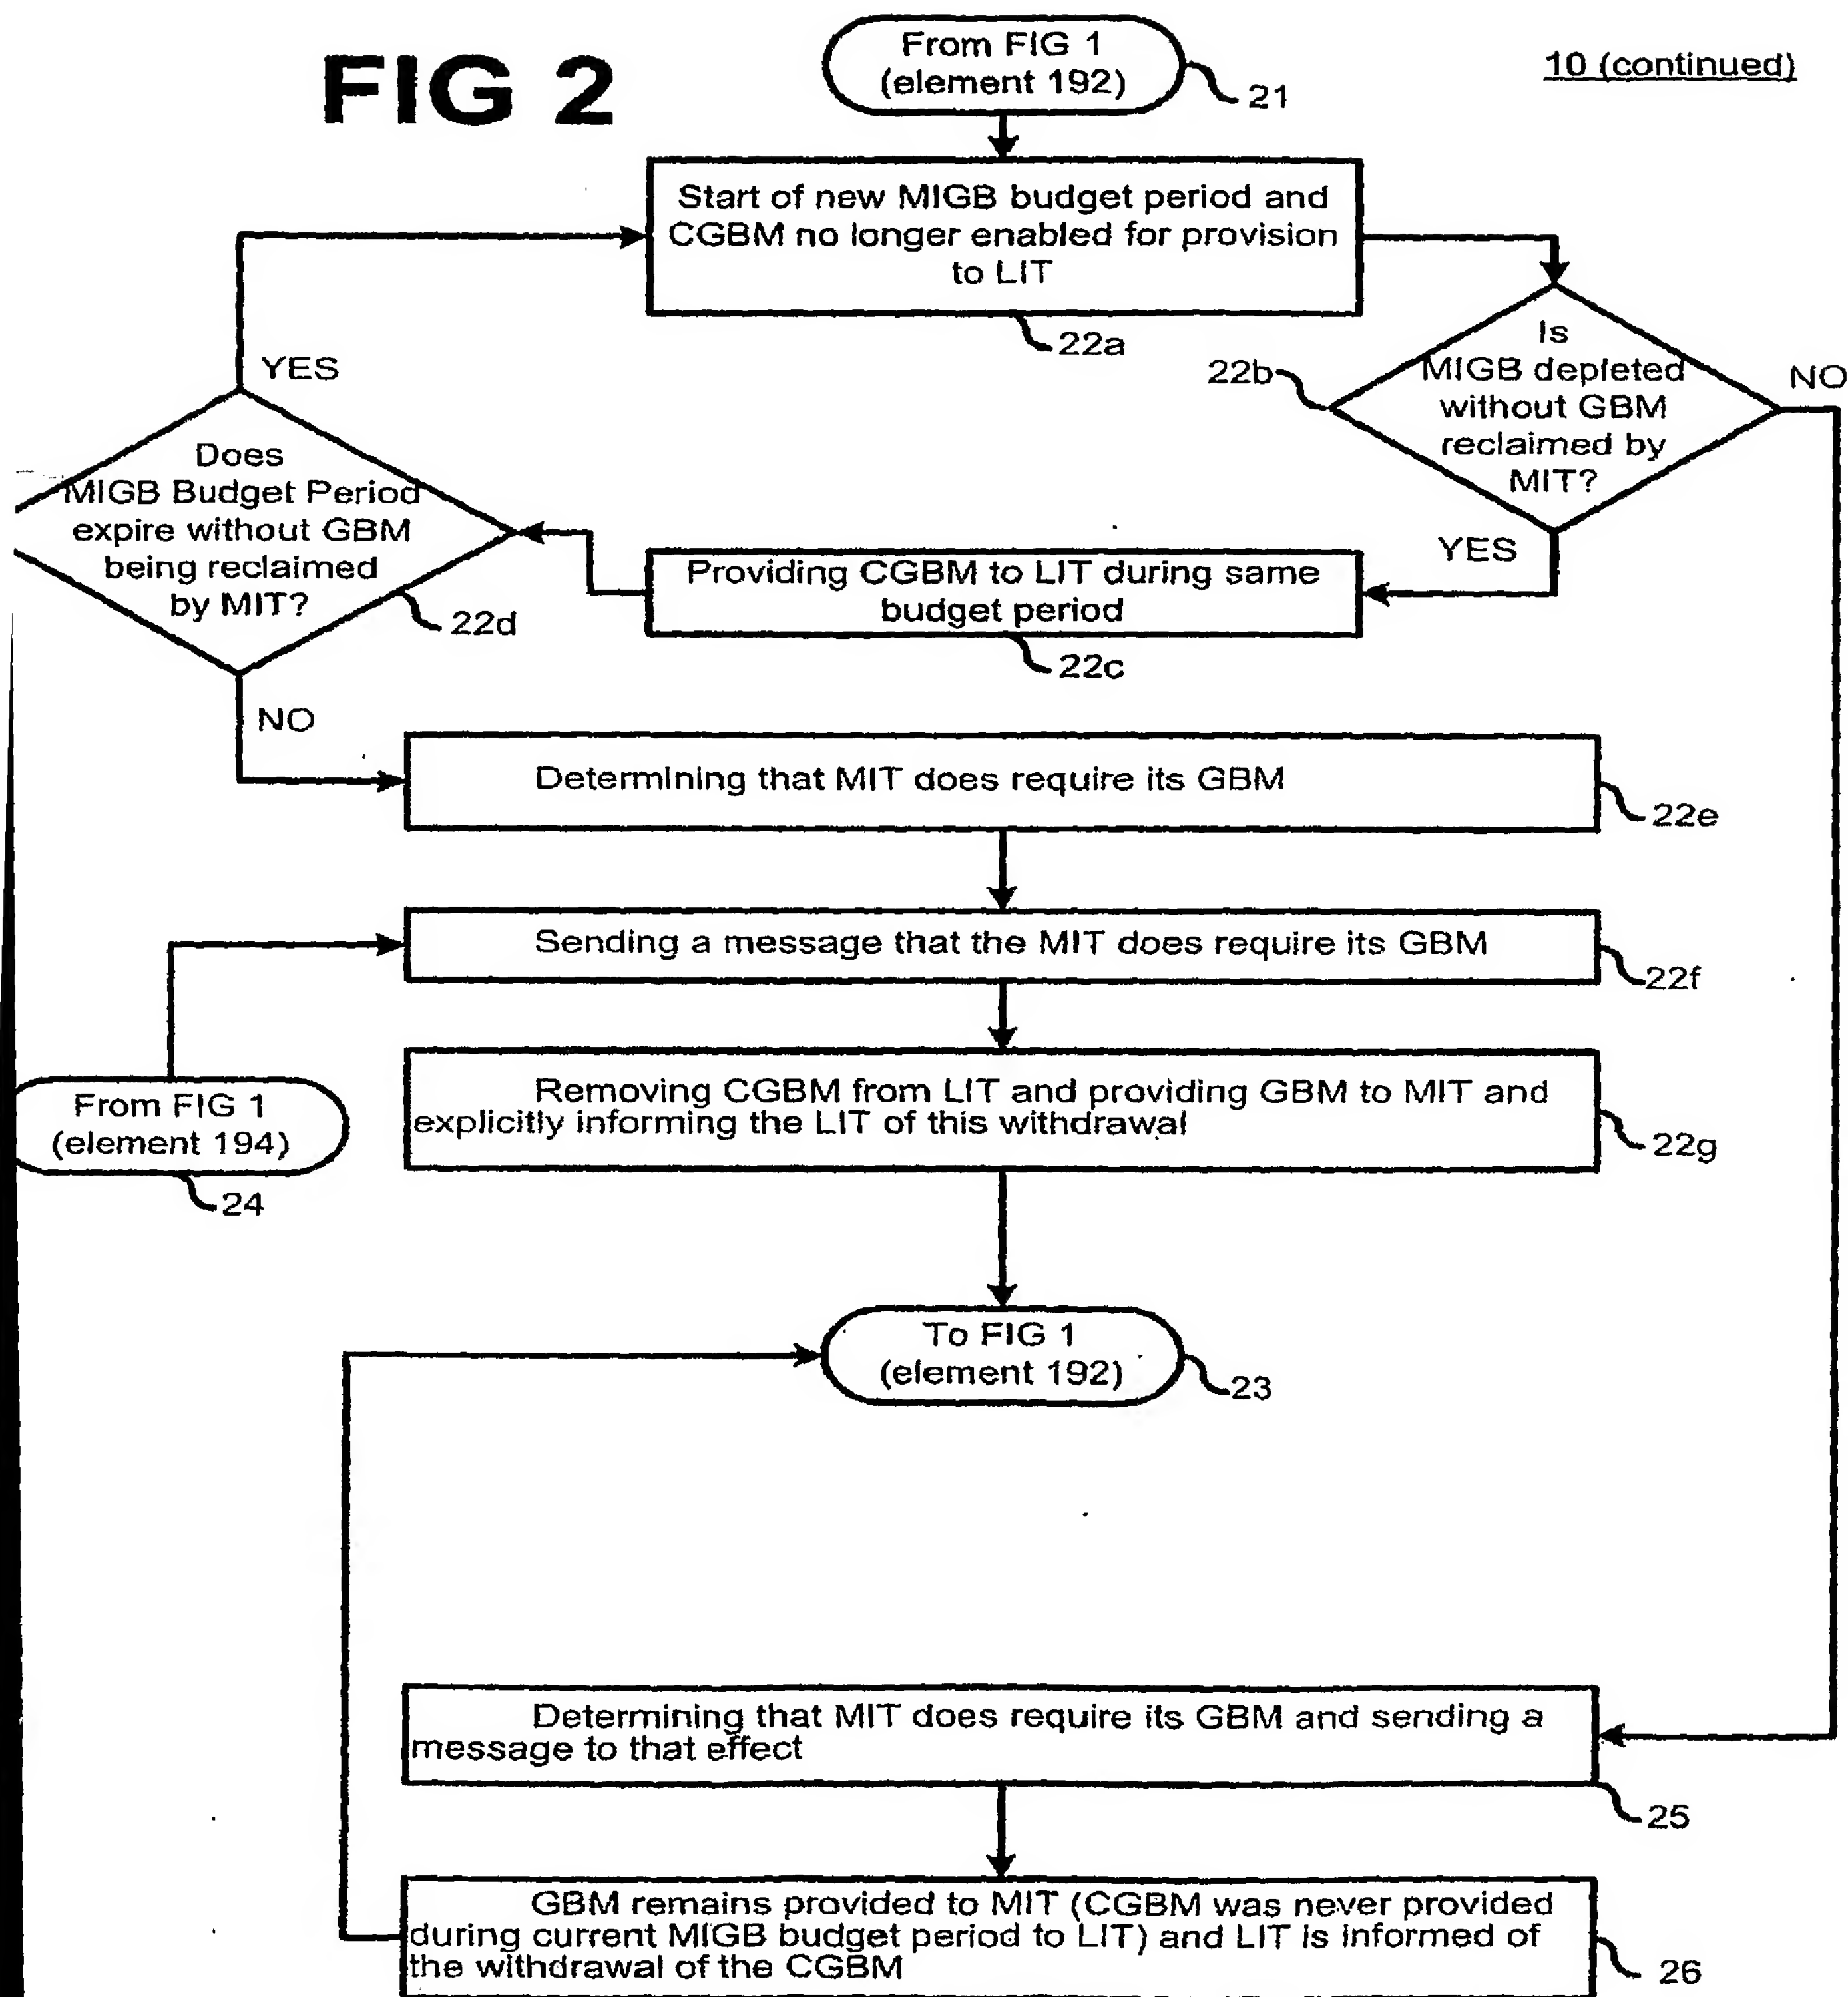 FIG 2
10 (continued)
From FIG 1
(element 192)
21
Start of new MIGB budget period and
CGBM no longer enabled for provision
to LIT
22a
Is
MIGB depleted
without GBM
reclaimed by
MIT?
22b
NO
YES
Providing CGBM to LIT during same
budget period
22c
Does
MIGB Budget Period
expire without GBM
being reclaimed
by MIT?
22d
YES
NO
Determining that MIT does require its GBM
22e
Sending a message that the MIT does require its GBM
22f
From FIG 1
(element 194)
24
Removing CGBM from LIT and providing GBM to MIT and
explicitly informing the LIT of this withdrawal
22g
To FIG 1
(element 192)
23
Determining that MIT does require its GBM and sending a
message to that effect
25
GBM remains provided to MIT (CGBM was never provided
during current MIGB budget period to LIT) and LIT is informed of
the withdrawal of the CGBM
26